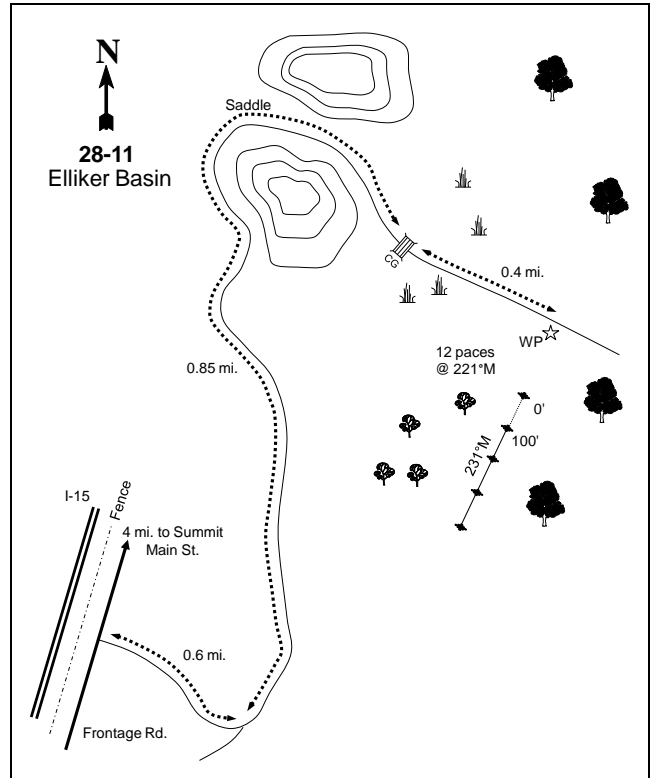 N
28-11
Elliker Basin
Saddle
CG
0.4 mi.
WP
12 paces
@ 221°M
0.85 mi.
0'
100'
231°M
I-15
Fence
4 mi. to Summit
Main St.
0.6 mi.
Frontage Rd.